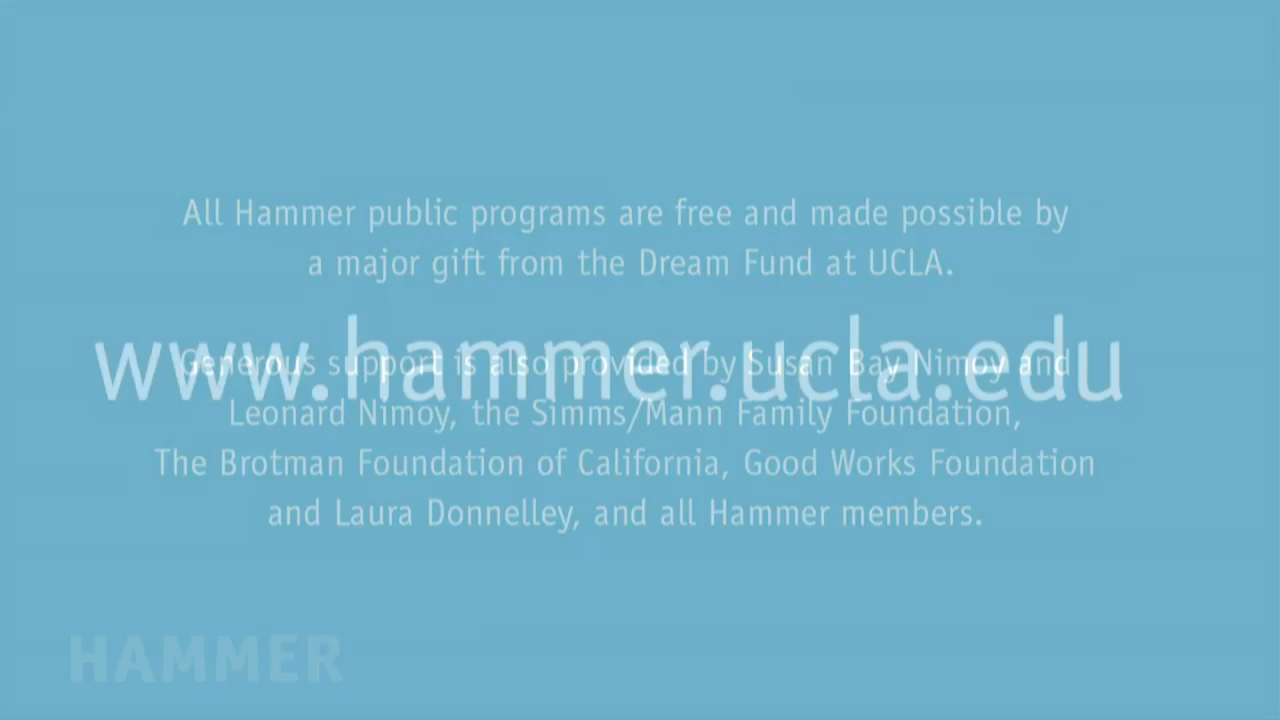 All Hammer public programs are free and made possible by
a major gift from the Dream Fund at UCLA.
www.hammer.ucla.edu
Generous support is also provided by Susan Bay Nimoy and
Leonard Nimoy, the Simms/Mann Family Foundation,
The Brotman Foundation of California, Good Works Foundation
and Laura Donnelley, and all Hammer members.
HAMMER